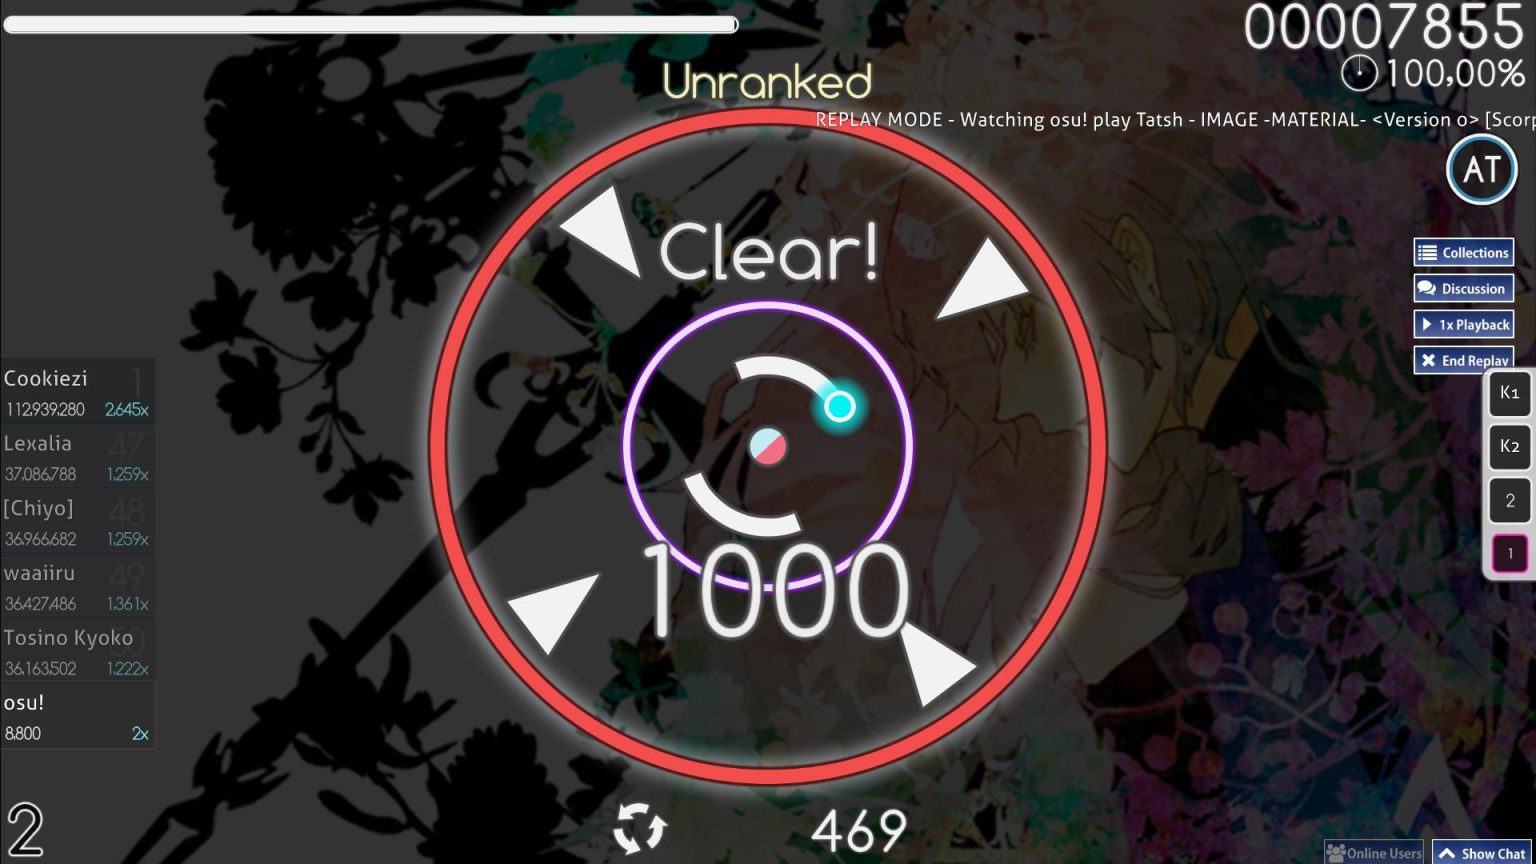 00007855
100,00%
Unranked
REPLAY MODE - Watching osu! play Tatsh - IMAGE -MATERIAL- <Version 0> [Scorp
AT
Clear!
Collections
Discussion
1x Playback
End Replay
K1
K2
2
1
Cookiezi 1
112,939,280 2,645x
Lexalia 47
37,086,788 1,259x
[Chiyo] 48
36,966,682 1,259x
waaiiru 49
36,427,486 1,361x
Tosino Kyoko 50
36,163,502 1,222x
osu!
8,800 2x
1000
2
469
Online Users
Show Chat